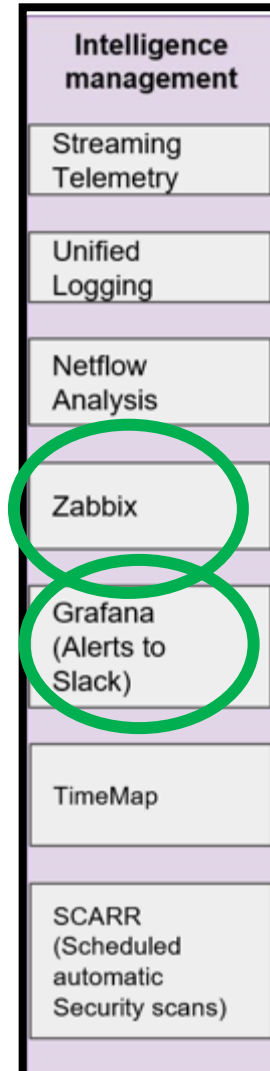 Intelligence
management
Streaming
Telemetry
Unified
Logging
Netflow
Analysis
Zabbix
Grafana
(Alerts to
Slack)
TimeMap
SCARR
(Scheduled
automatic
Security scans)